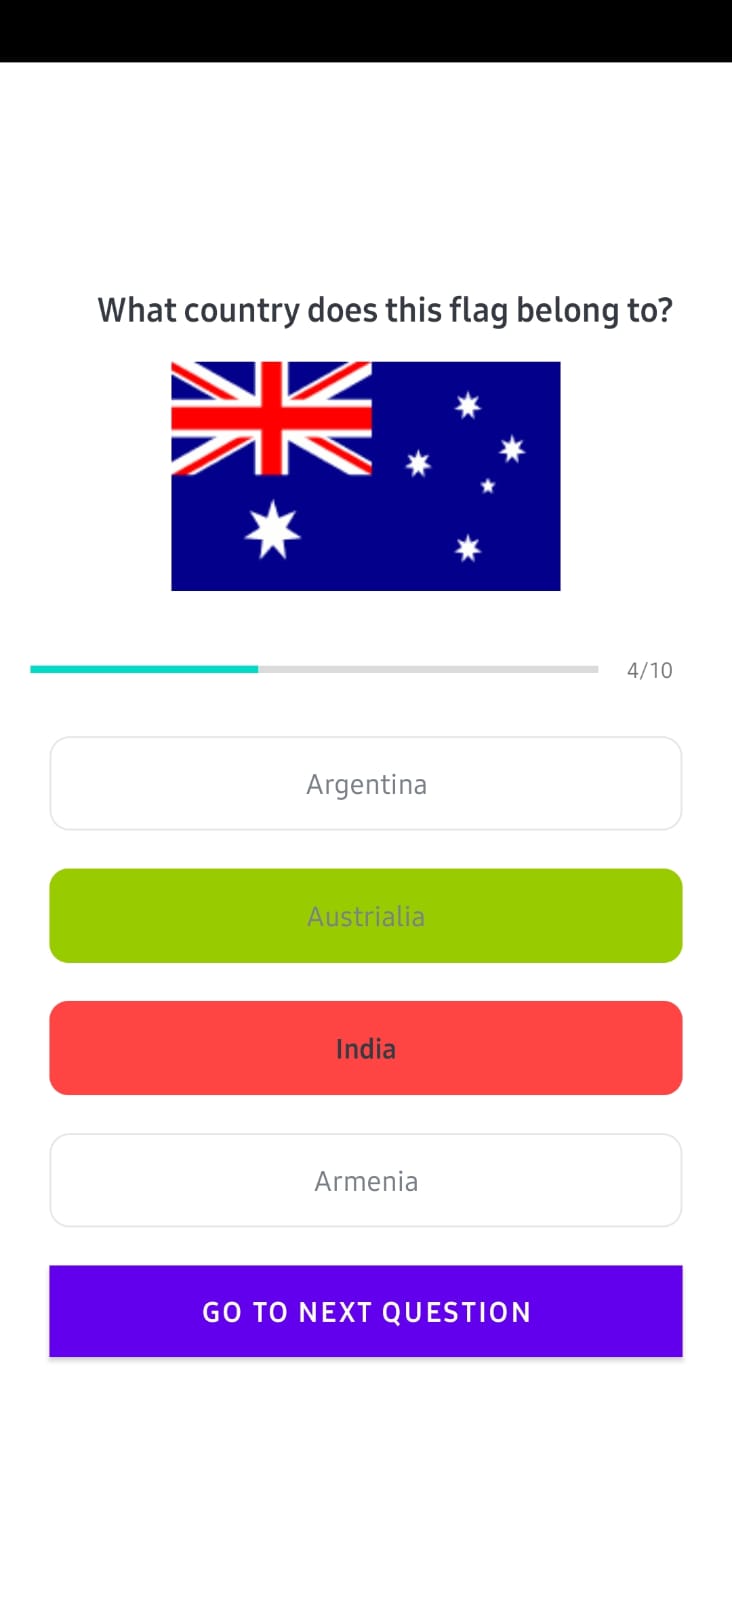 What country does this flag belong to?
4/10
Argentina
Austrialia
India
Armenia
GO TO NEXT QUESTION